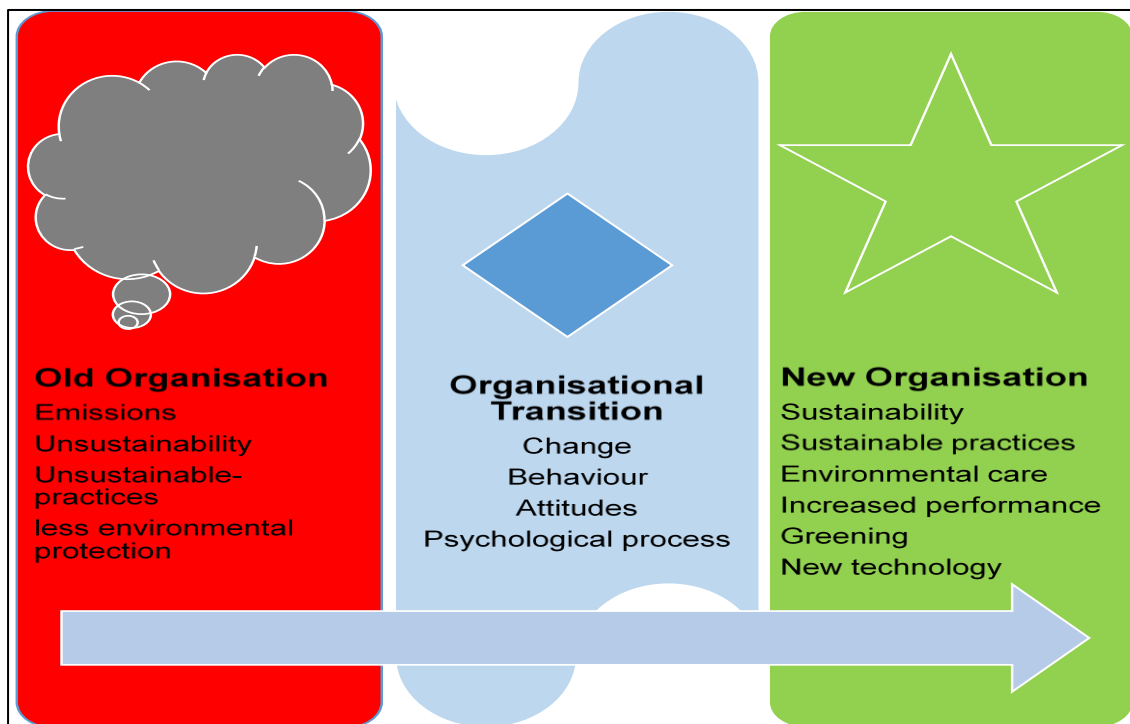 Old Organisation
Emissions
Unsustainability
Unsustainable-
practices
less environmental
protection
Organisational
Transition
Change
Behaviour
Attitudes
Psychological process
New Organisation
Sustainability
Sustainable practices
Environmental care
Increased performance
Greening
New technology